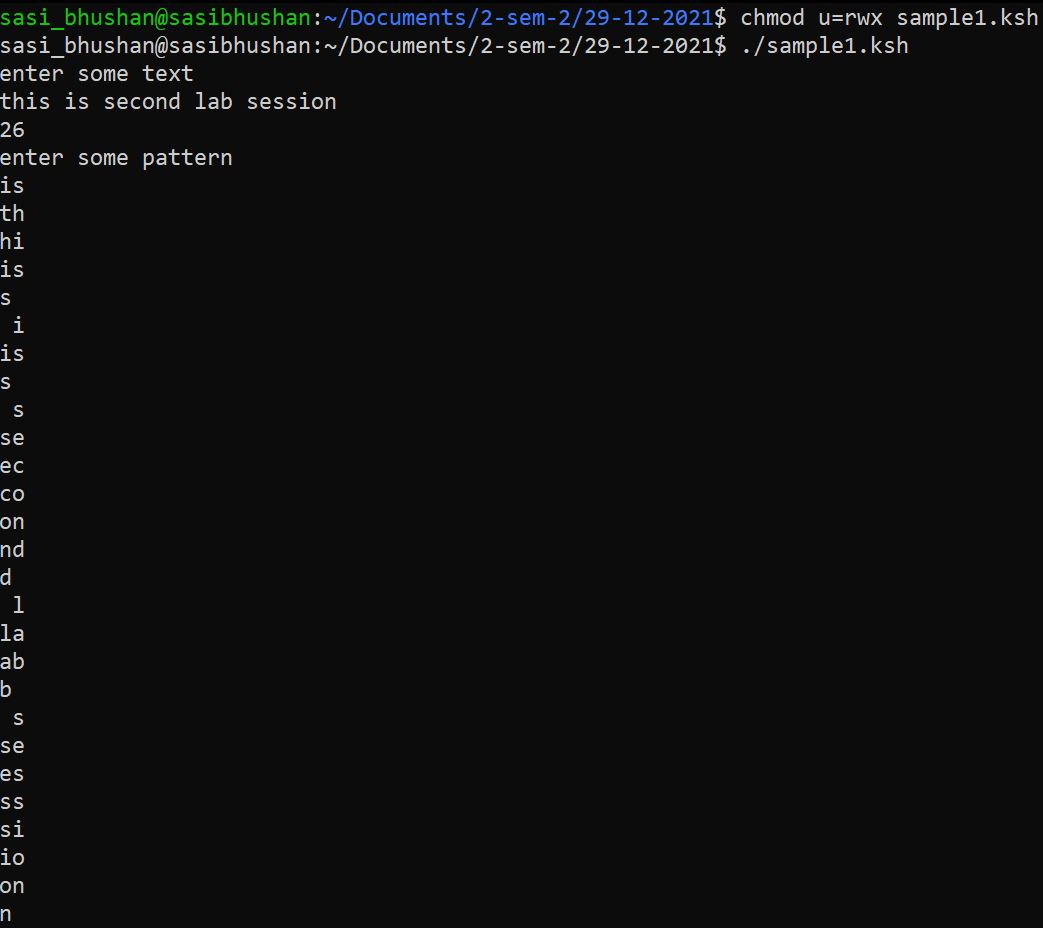 sasi_bhushan@sasibhushan:~/Documents/2-sem-2/29-12-2021$ chmod u=rwx sample1.ksh
sasi_bhushan@sasibhushan:~/Documents/2-sem-2/29-12-2021$ ./sample1.ksh
enter some text
this is second lab session
26
enter some pattern
is
th
hi
is
s
 i
is
s
 s
se
ec
co
on
nd
d
 l
la
ab
b
 s
se
es
ss
si
io
on
n